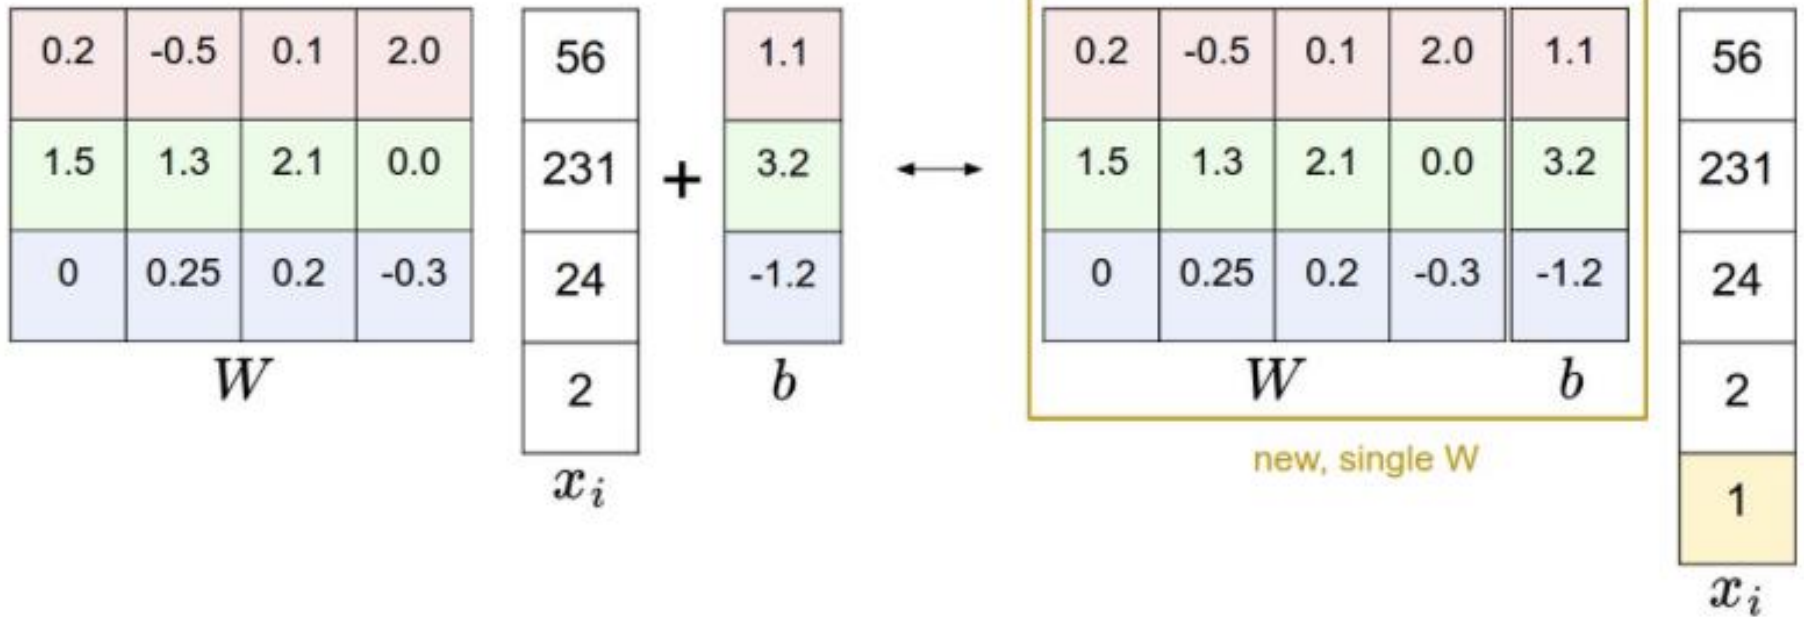 0.2 -0.5 0.1 2.0 56 1.1 0.2 -0.5 0.1 2.0 1.1 56
1.5 1.3 2.1 0.0 231 + 3.2 ↔ 1.5 1.3 2.1 0.0 3.2 231
0 0.25 0.2 -0.3 24 -1.2 0 0.25 0.2 -0.3 -1.2 24
W 2 b W b 2
new, single W
x_i 1
x_i